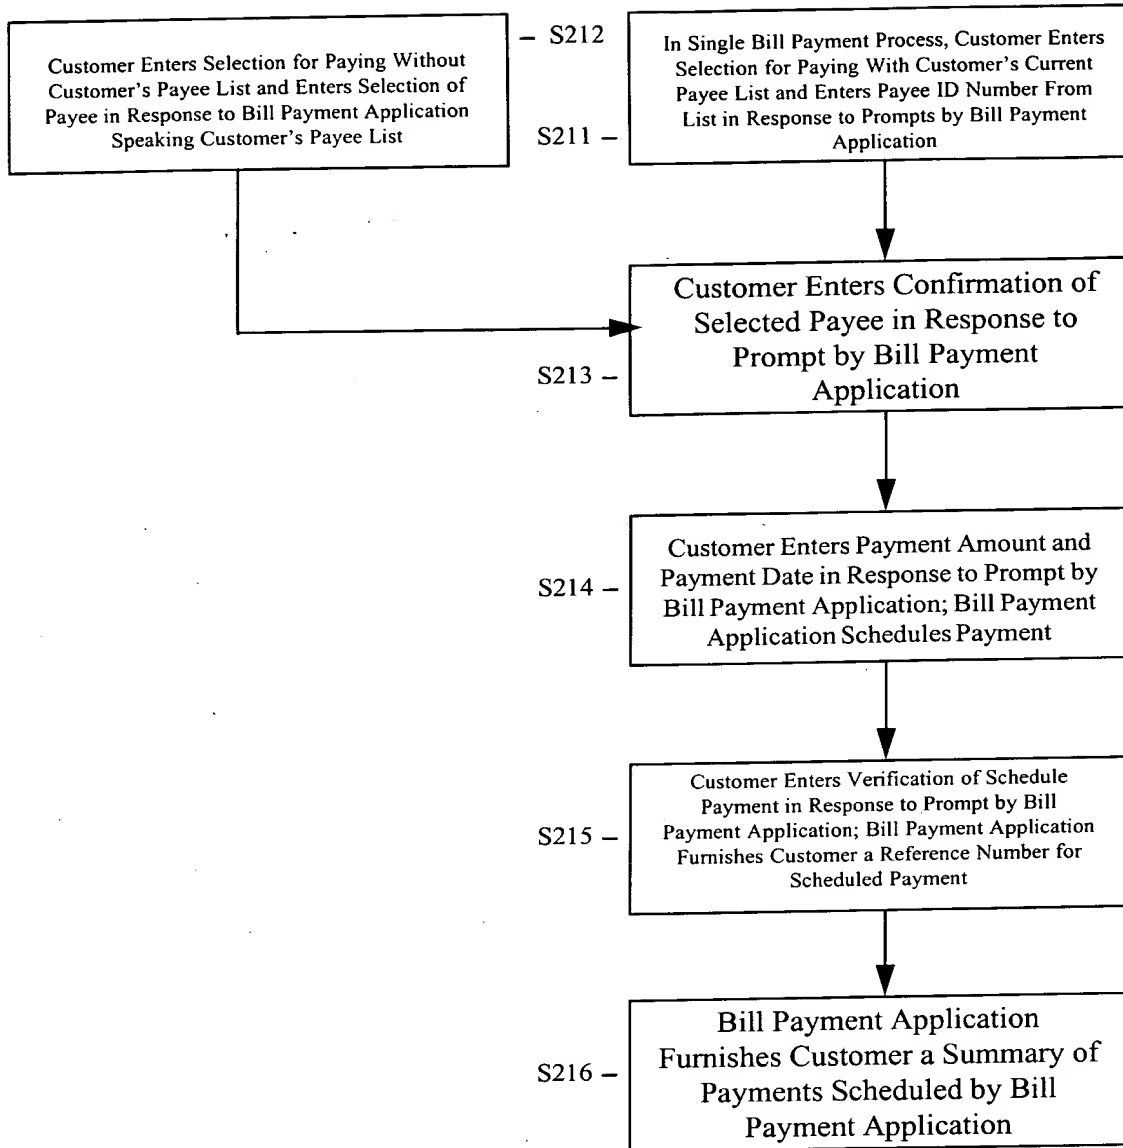 Customer Enters Selection for Paying Without
Customer's Payee List and Enters Selection of
Payee in Response to Bill Payment Application
Speaking Customer's Payee List
– S212
In Single Bill Payment Process, Customer Enters
Selection for Paying With Customer's Current
Payee List and Enters Payee ID Number From
List in Response to Prompts by Bill Payment
Application
S211 –
Customer Enters Confirmation of
Selected Payee in Response to
Prompt by Bill Payment
Application
S213 –
Customer Enters Payment Amount and
Payment Date in Response to Prompt by
Bill Payment Application; Bill Payment
Application Schedules Payment
S214 –
Customer Enters Verification of Schedule
Payment in Response to Prompt by Bill
Payment Application; Bill Payment Application
Furnishes Customer a Reference Number for
Scheduled Payment
S215 –
Bill Payment Application
Furnishes Customer a Summary of
Payments Scheduled by Bill
Payment Application
S216 –